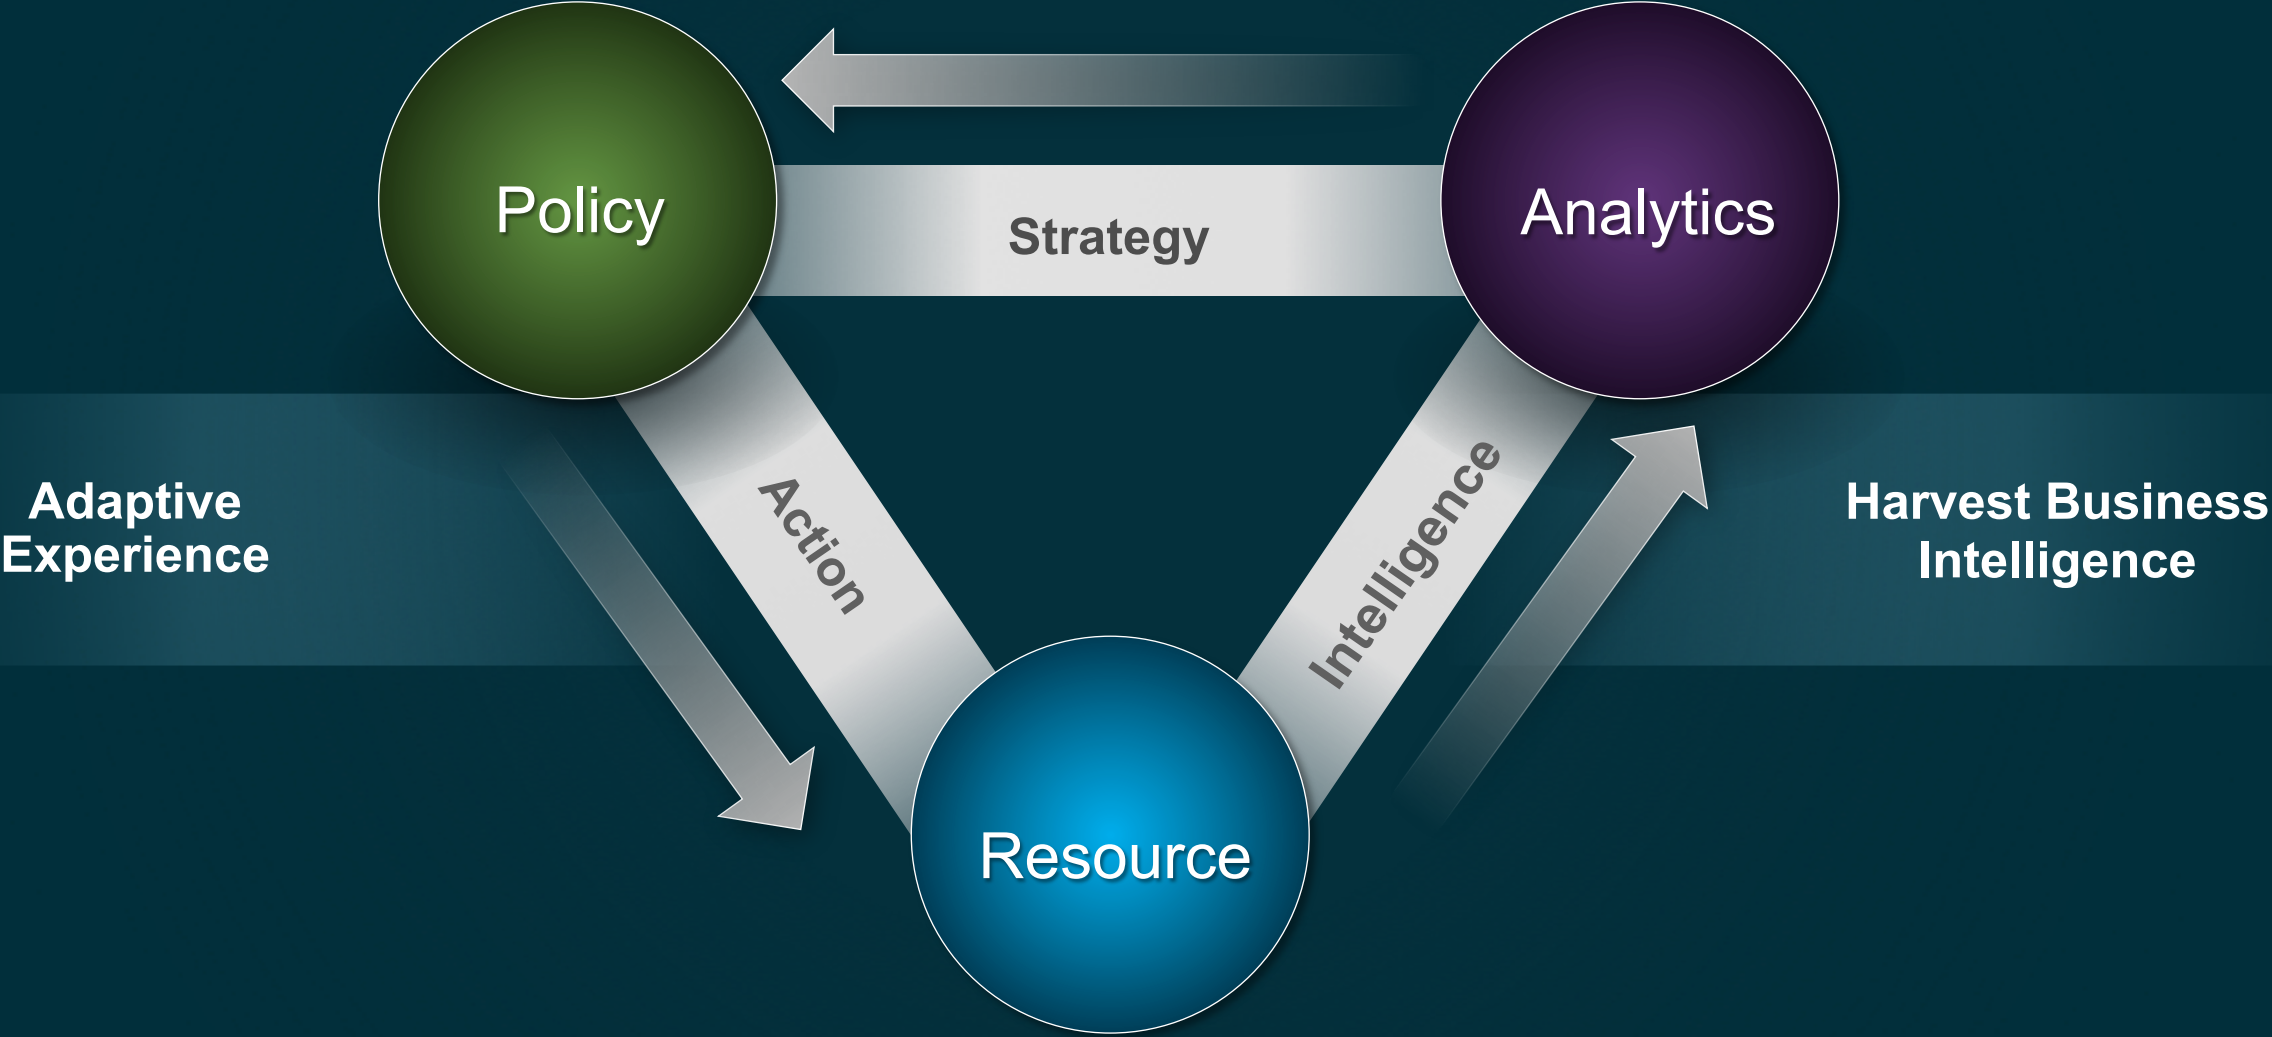 Policy
Analytics
Strategy
Adaptive
Experience
Action
Intelligence
Harvest Business
Intelligence
Resource